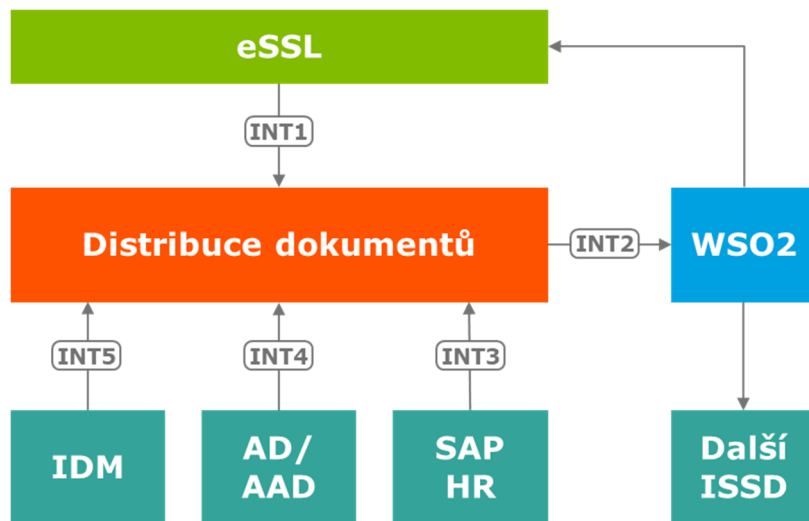 eSSL
INT1
Distribuce dokumentů
INT2
WSO2
INT5
INT4
INT3
IDM
AD/
AAD
SAP
HR
Další
ISSD